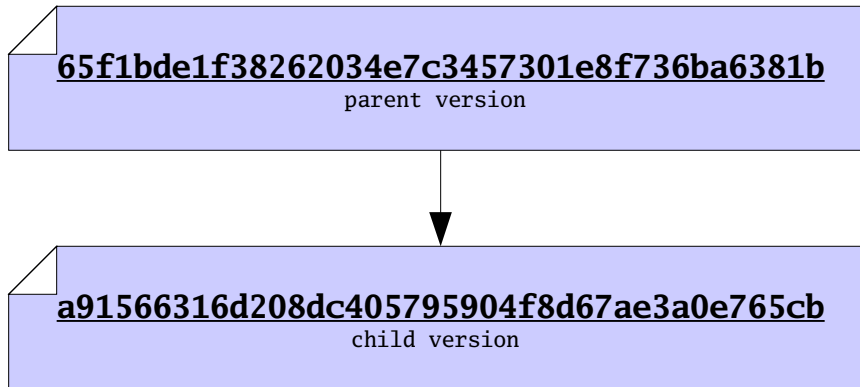 65f1bde1f38262034e7c3457301e8f736ba6381b
parent version
a91566316d208dc405795904f8d67ae3a0e765cb
child version